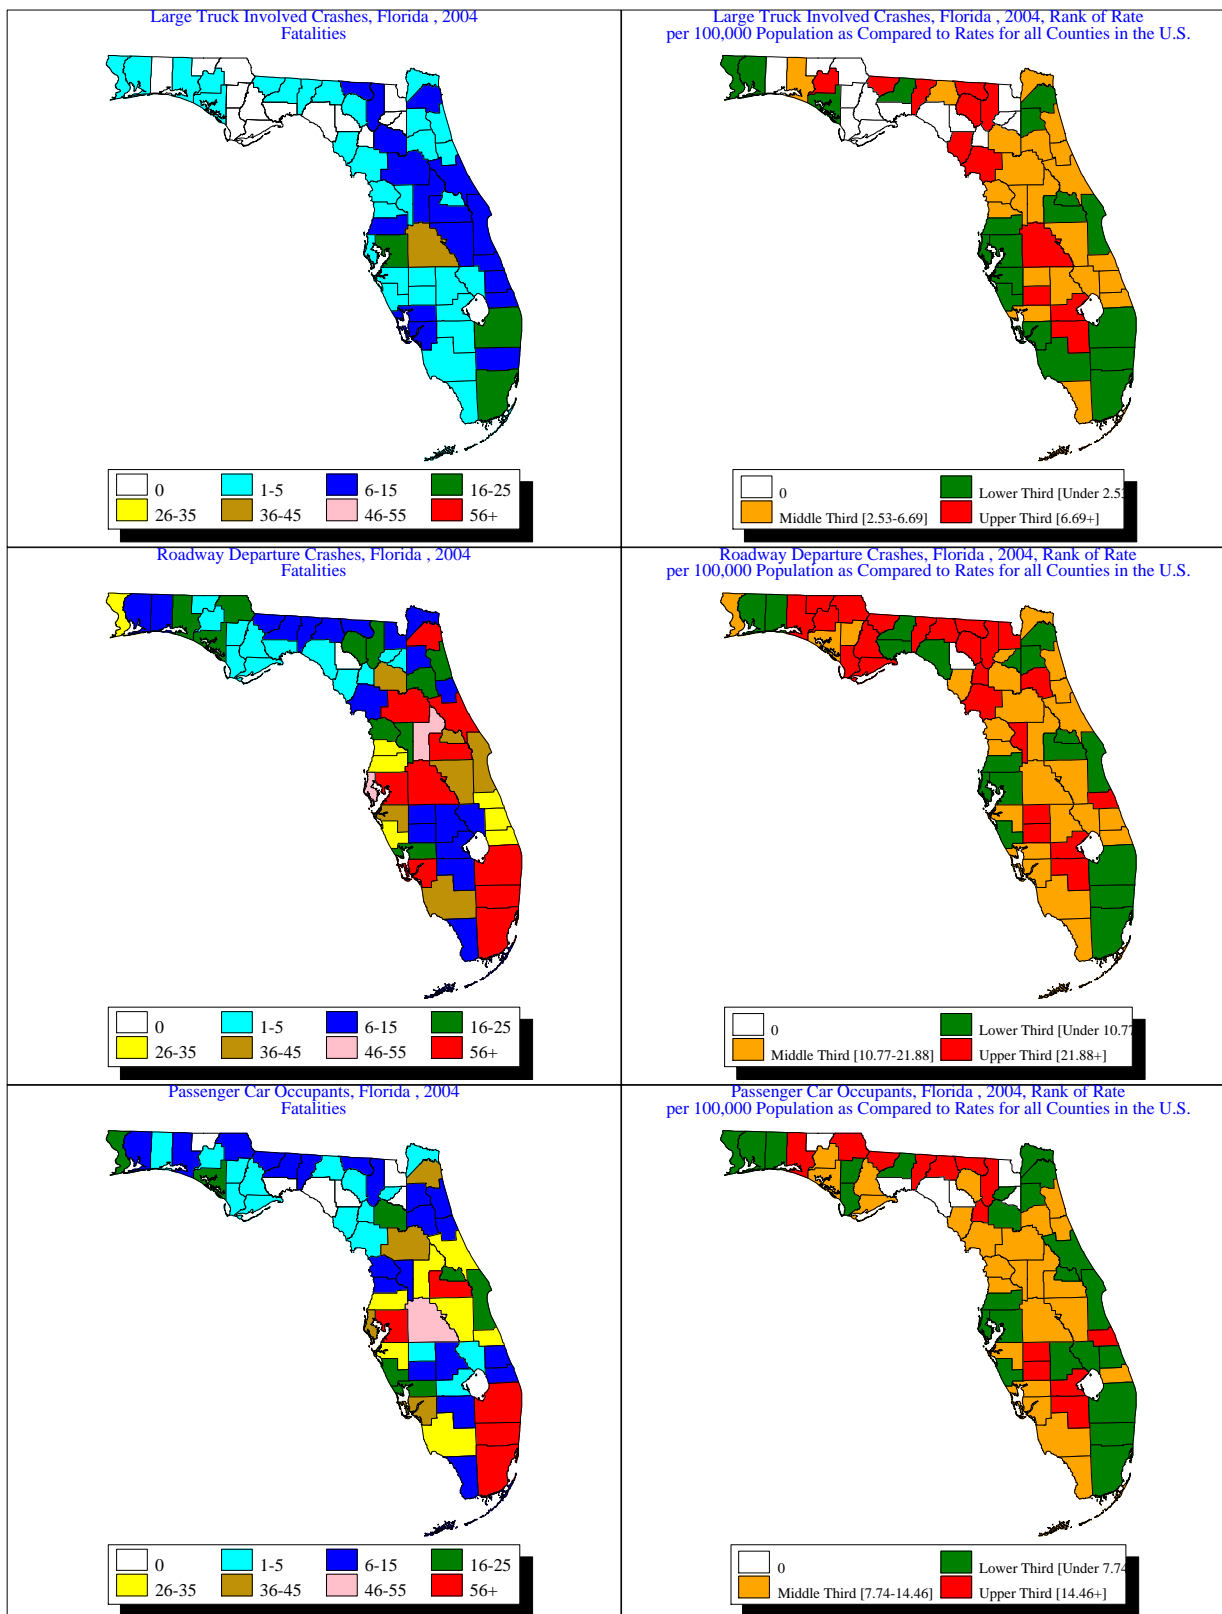 Large Truck Involved Crashes, Florida , 2004
Fatalities
0
1-5
6-15
16-25
26-35
36-45
46-55
56+
Large Truck Involved Crashes, Florida , 2004, Rank of Rate
per 100,000 Population as Compared to Rates for all Counties in the U.S.
0
Lower Third [Under 2.53
Middle Third [2.53-6.69]
Upper Third [6.69+]
Roadway Departure Crashes, Florida , 2004
Fatalities
0
1-5
6-15
16-25
26-35
36-45
46-55
56+
Roadway Departure Crashes, Florida , 2004, Rank of Rate
per 100,000 Population as Compared to Rates for all Counties in the U.S.
0
Lower Third [Under 10.77
Middle Third [10.77-21.88]
Upper Third [21.88+]
Passenger Car Occupants, Florida , 2004
Fatalities
0
1-5
6-15
16-25
26-35
36-45
46-55
56+
Passenger Car Occupants, Florida , 2004, Rank of Rate
per 100,000 Population as Compared to Rates for all Counties in the U.S.
0
Lower Third [Under 7.74
Middle Third [7.74-14.46]
Upper Third [14.46+]